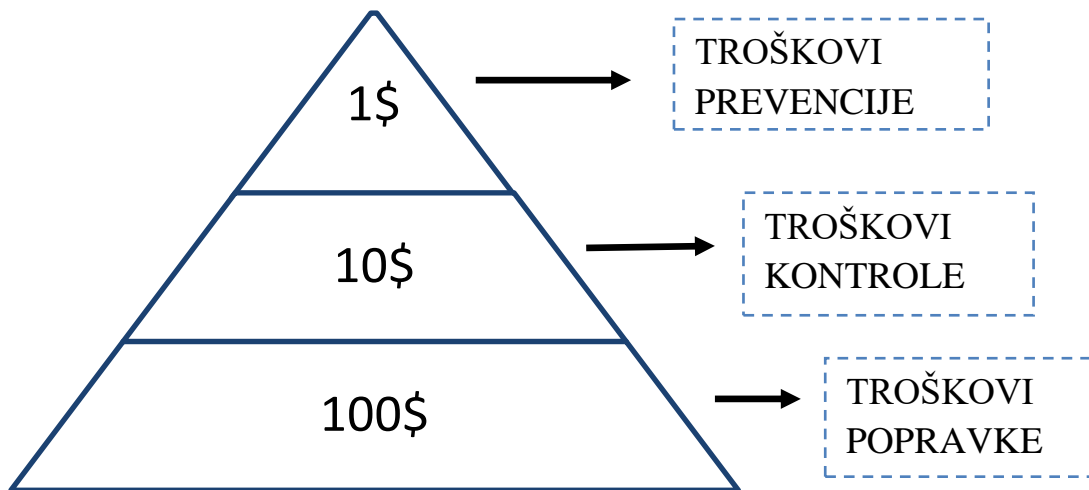 1$
TROŠKOVI
PREVENCIJE
10$
TROŠKOVI
KONTROLE
100$
TROŠKOVI
POPRAVKE